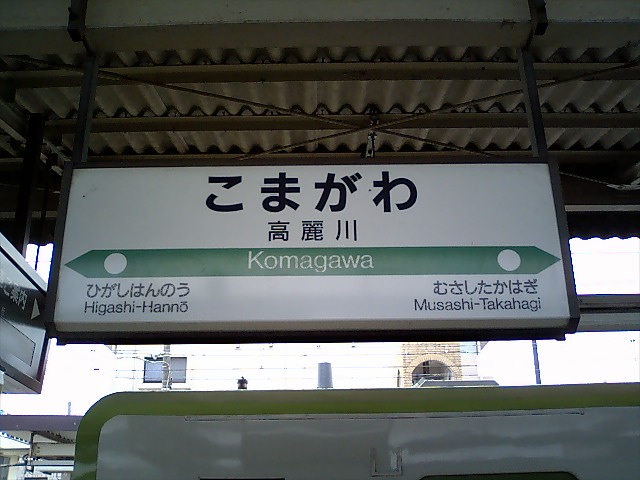 こまがわ
高麗川
Komagawa
ひがしはんのう
Higashi-Hannō
むさしたかはぎ
Musashi-Takahagi